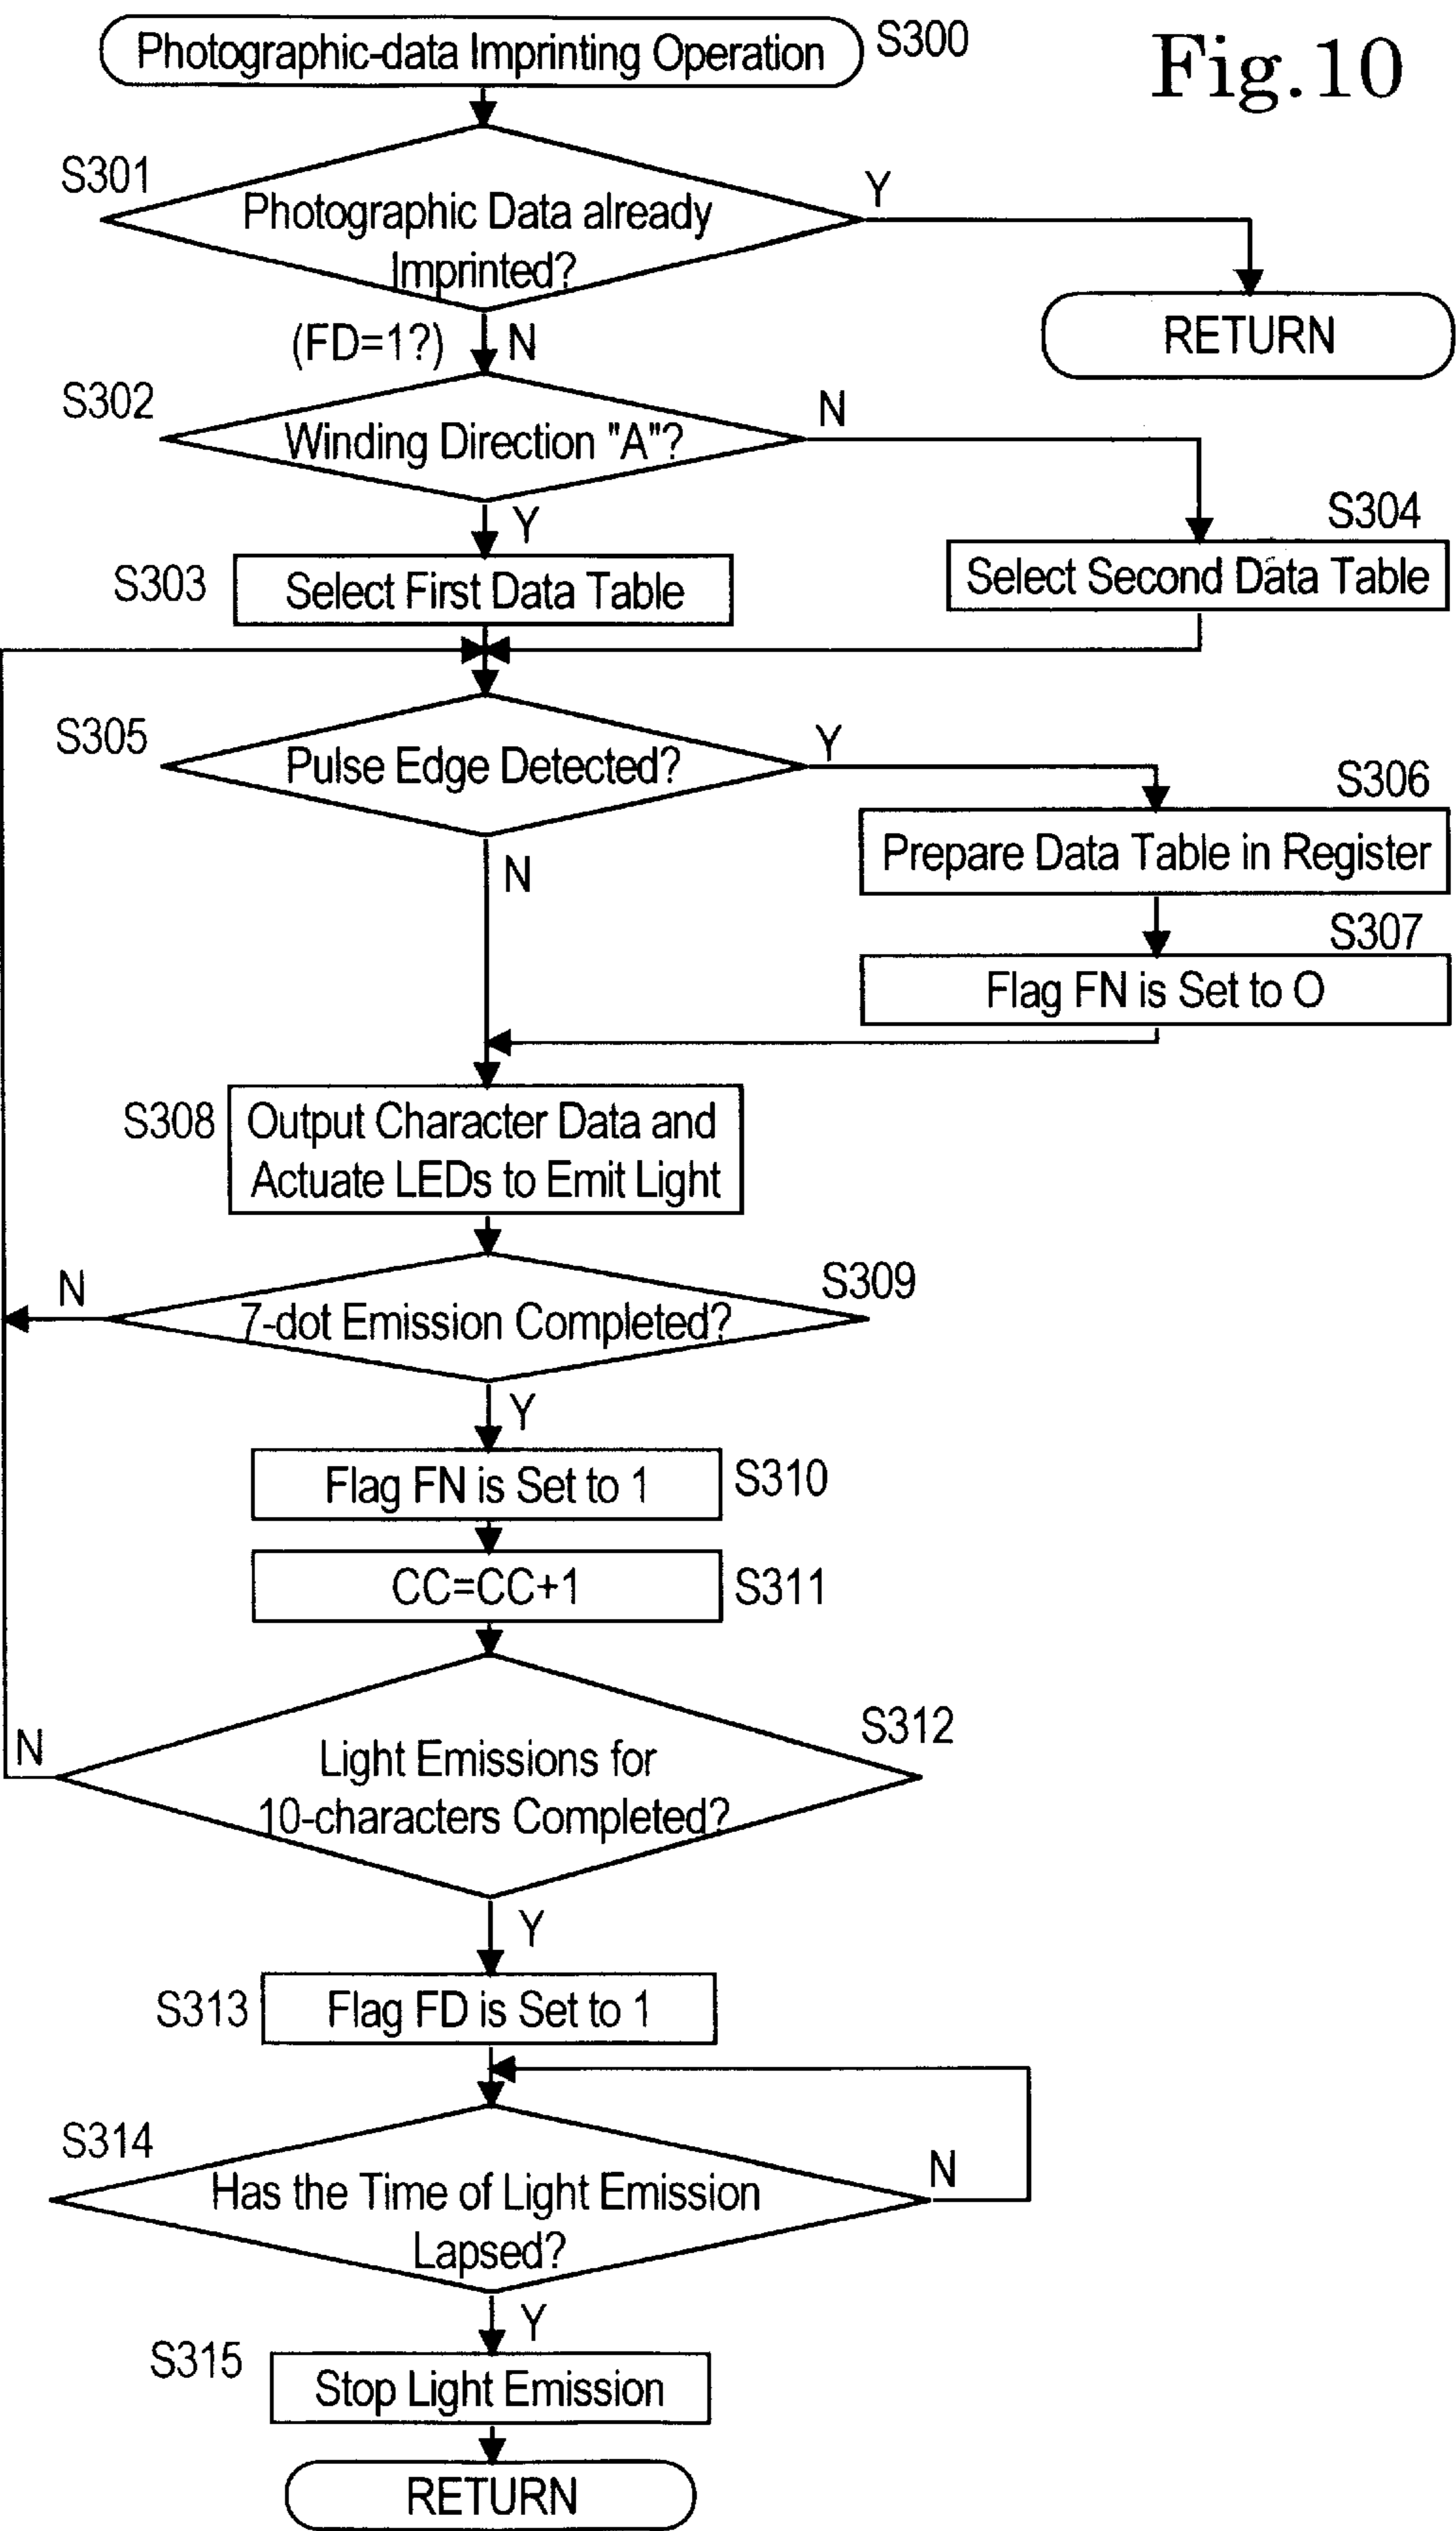 Photographic-data Imprinting Operation
S300
Fig.10
S301
Photographic Data already
Imprinted?
Y
RETURN
(FD=1?)
N
S302
Winding Direction "A"?
N
Y
S303
Select First Data Table
S304
Select Second Data Table
S305
Pulse Edge Detected?
Y
N
S306
Prepare Data Table in Register
S307
Flag FN is Set to O
S308
Output Character Data and
Actuate LEDs to Emit Light
N
S309
7-dot Emission Completed?
Y
Flag FN is Set to 1
S310
CC=CC+1
S311
S312
N
Light Emissions for
10-characters Completed?
Y
S313
Flag FD is Set to 1
S314
Has the Time of Light Emission
Lapsed?
N
Y
S315
Stop Light Emission
RETURN